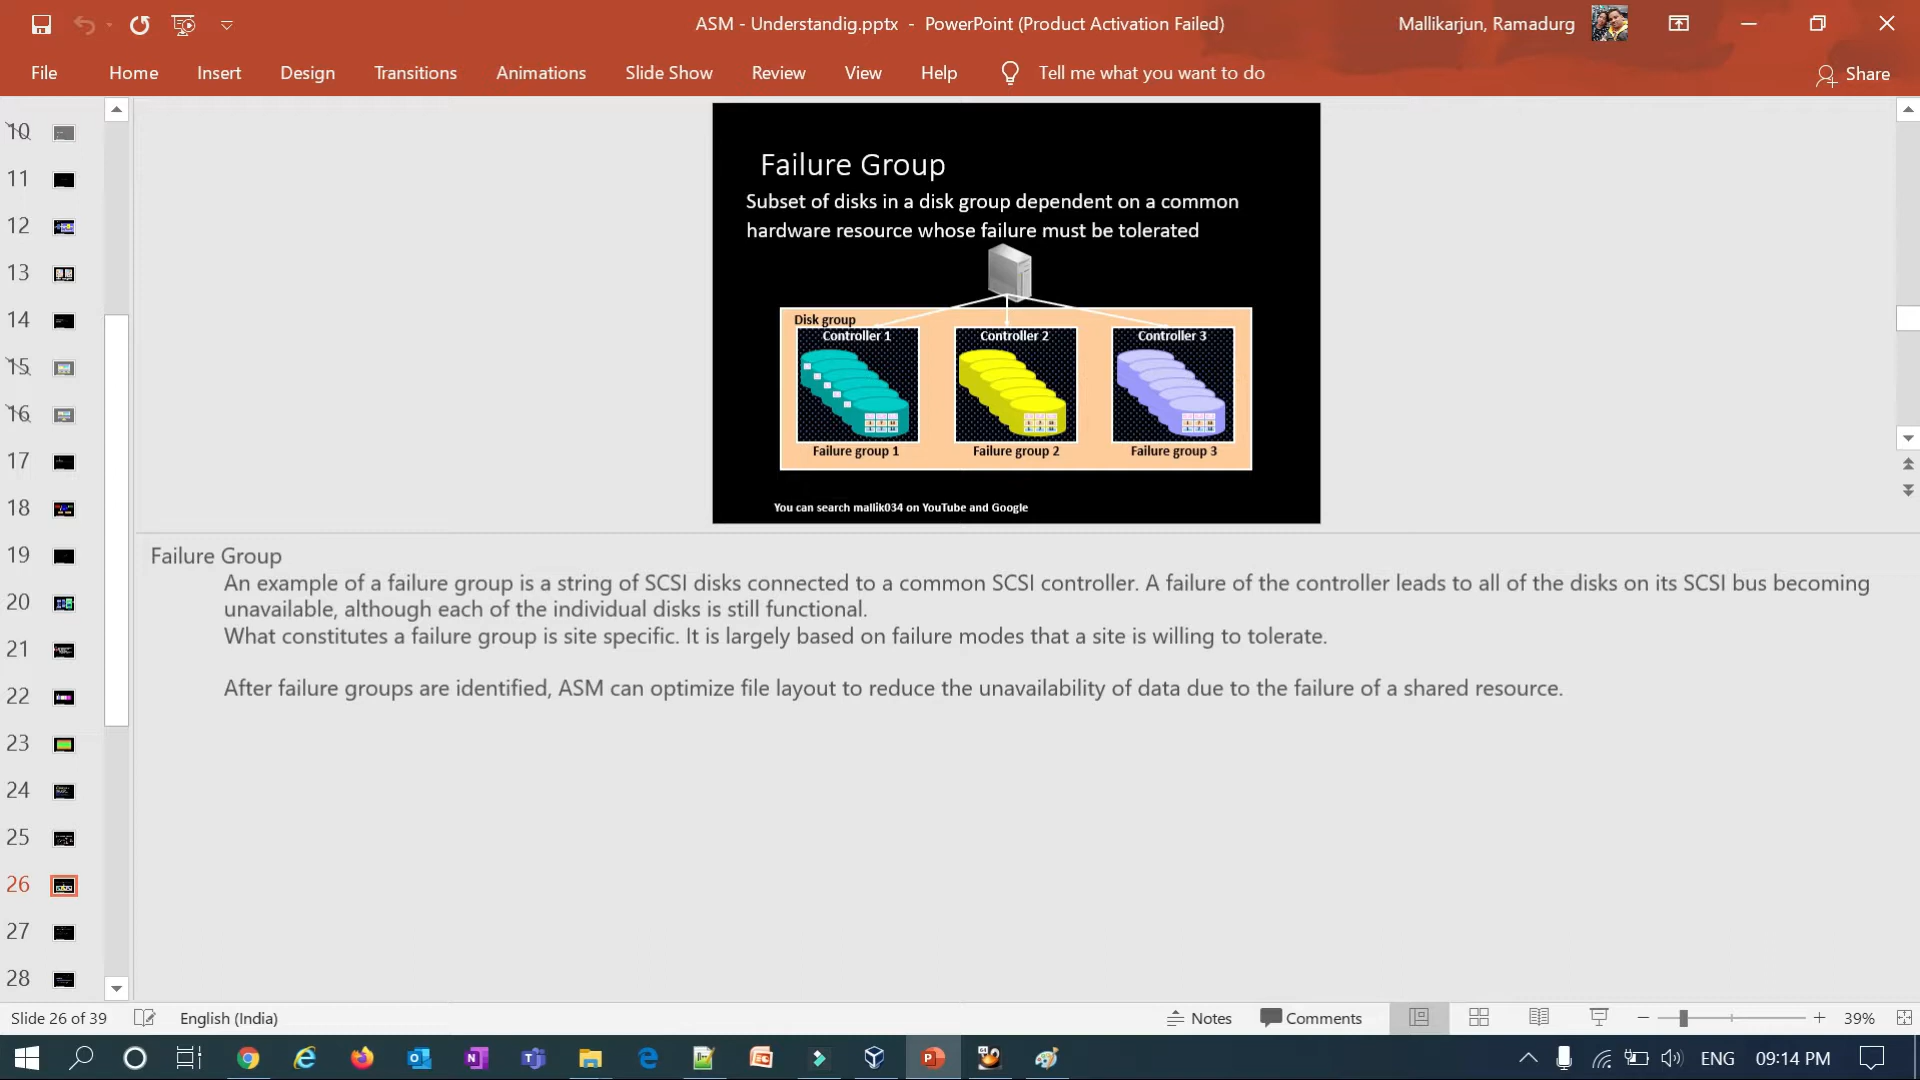 ASM - Understandig.pptx - PowerPoint (Product Activation Failed)
Mallikarjun, Ramadurg
File Home Insert Design Transitions Animations Slide Show Review View Help Tell me what you want to do Share
10
11
12
13
14
15
16
17
18
19
20
21
22
23
24
25
26
27
28
Failure Group
Subset of disks in a disk group dependent on a common
hardware resource whose failure must be tolerated
Disk group
Controller 1 Controller 2 Controller 3
Failure group 1 Failure group 2 Failure group 3
You can search mallik034 on YouTube and Google
Failure Group
An example of a failure group is a string of SCSI disks connected to a common SCSI controller. A failure of the controller leads to all of the disks on its SCSI bus becoming
unavailable, although each of the individual disks is still functional.
What constitutes a failure group is site specific. It is largely based on failure modes that a site is willing to tolerate.
After failure groups are identified, ASM can optimize file layout to reduce the unavailability of data due to the failure of a shared resource.
Slide 26 of 39 English (India) Notes Comments 39%
ENG 09:14 PM